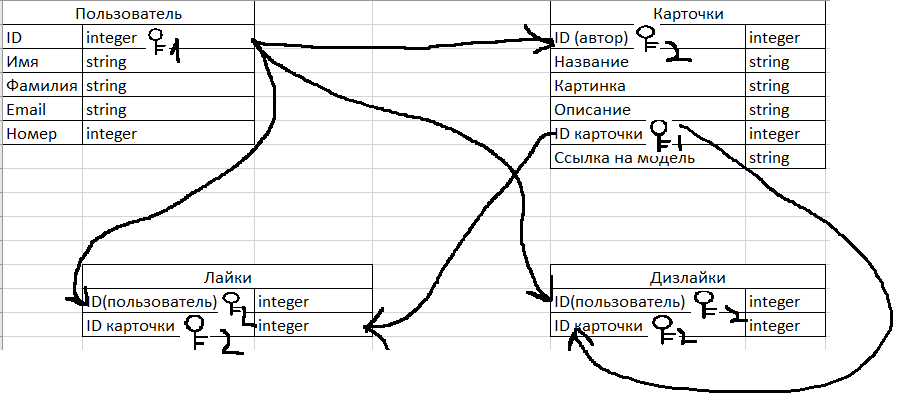 Пользователь
ID integer 1
Имя string
Фамилия string
Email string
Номер integer
Карточки
ID (автор) 2 integer
Название string
Картинка string
Описание string
ID карточки 1 integer
Ссылка на модель string
Лайки
ID(пользователь) 2 integer
ID карточки 2 integer
Дизлайки
ID(пользователь) 2 integer
ID карточки 2 integer